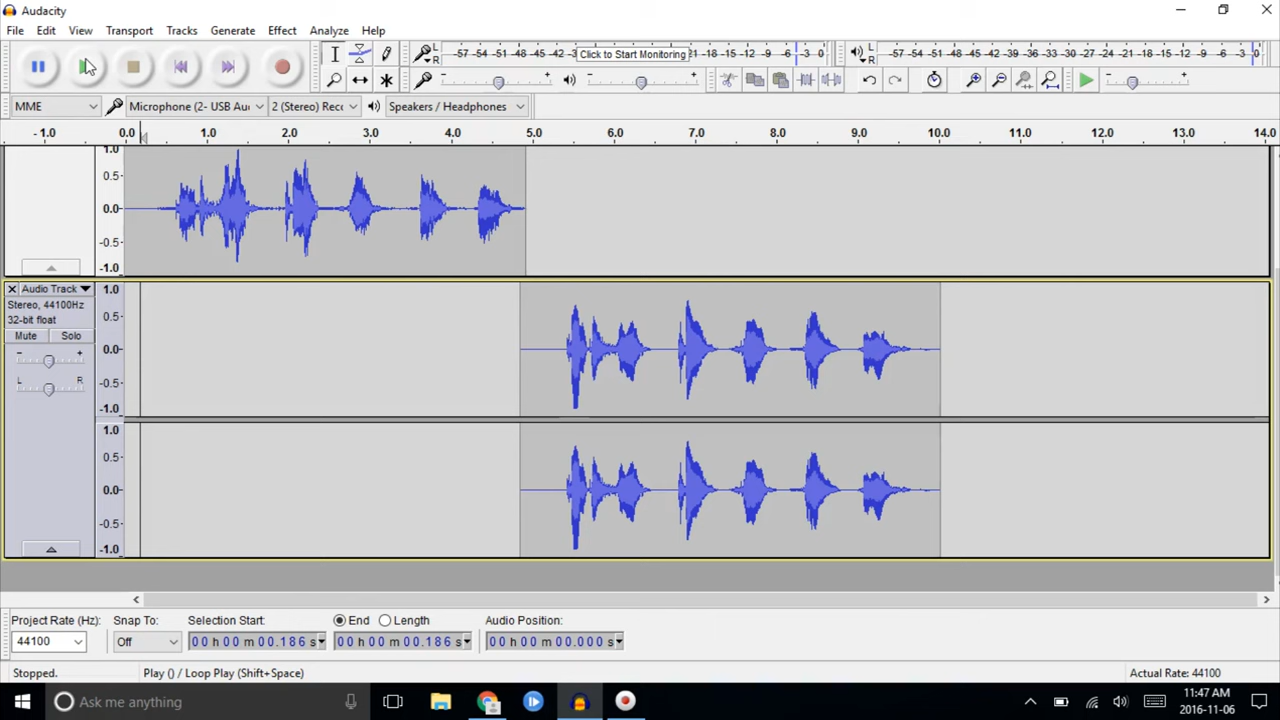 Audacity
File Edit View Transport Tracks Generate Effect Analyze Help
L R -57 -54 -51 -48 -45 -42 -3 Click to Start Monitoring -18 -15 -12 -9 -6 -3 0
L R -57 -54 -51 -48 -45 -42 -39 -36 -33 -30 -27 -24 -21 -18 -15 -12 -9 -6 -3 0
MME Microphone (2- USB Auc 2 (Stereo) Reco Speakers / Headphones
- 1.0 0.0 1.0 2.0 3.0 4.0 5.0 6.0 7.0 8.0 9.0 10.0 11.0 12.0 13.0 14.0
1.0
0.5
0.0
-0.5
-1.0
Audio Track
Stereo, 44100Hz
32-bit float
Mute Solo
- +
L R
1.0
0.5
0.0
-0.5
-1.0
1.0
0.5
0.0
-0.5
-1.0
Project Rate (Hz): Snap To: Selection Start: End Length Audio Position:
44100 Off 00 h 00 m 00.186 s 00 h 00 m 00.186 s 00 h 00 m 00.000 s
Stopped. Play () / Loop Play (Shift+Space) Actual Rate: 44100
Ask me anything
11:47 AM
2016-11-06